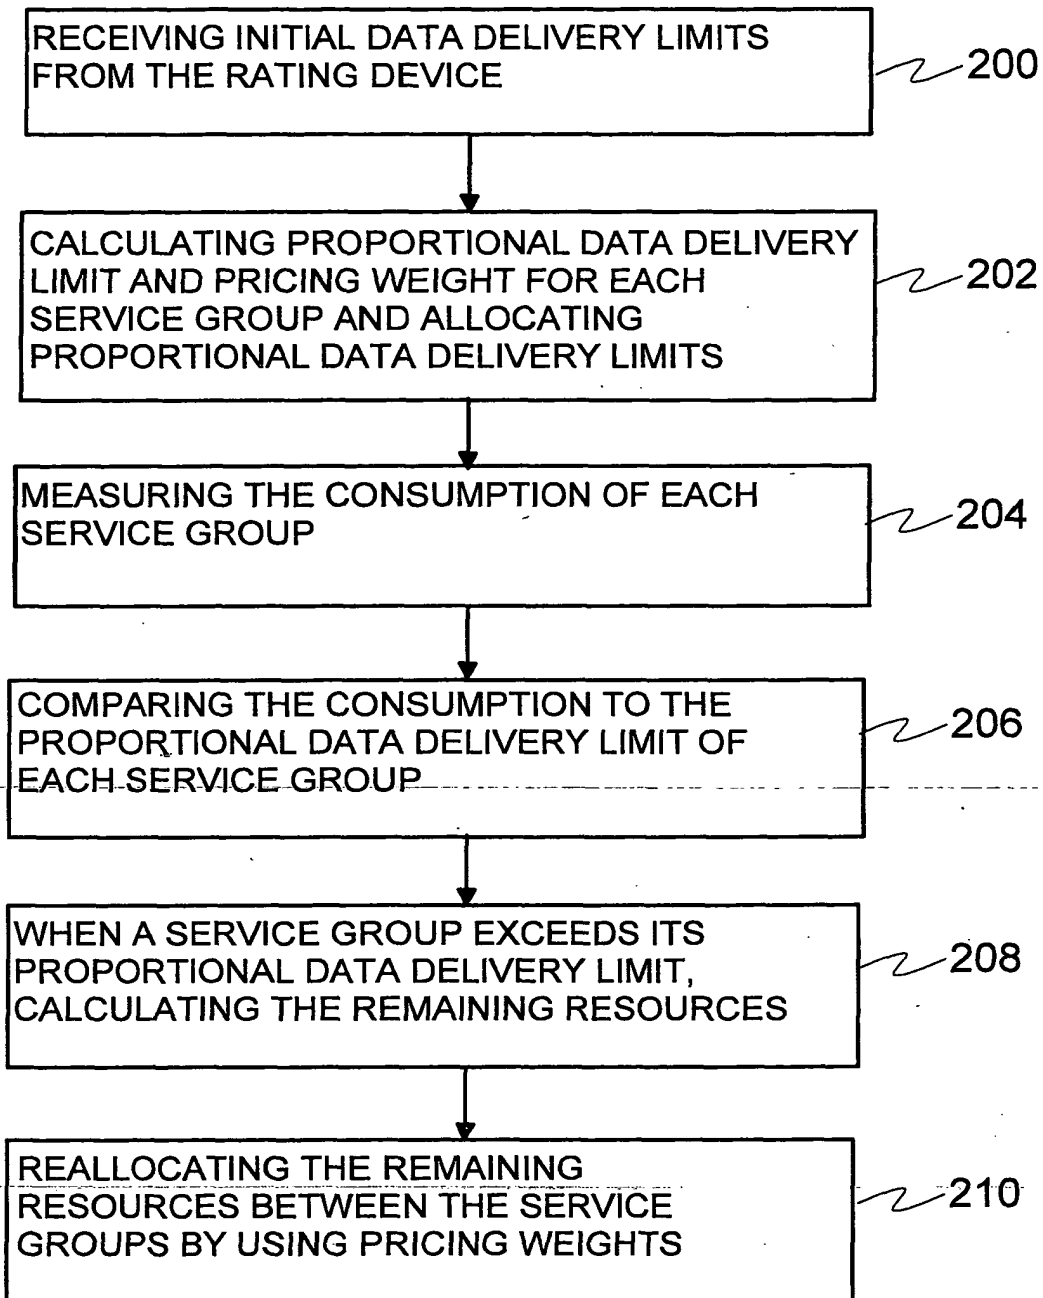 RECEIVING INITIAL DATA DELIVERY LIMITS
FROM THE RATING DEVICE
200
CALCULATING PROPORTIONAL DATA DELIVERY
LIMIT AND PRICING WEIGHT FOR EACH
SERVICE GROUP AND ALLOCATING
PROPORTIONAL DATA DELIVERY LIMITS
202
MEASURING THE CONSUMPTION OF EACH
SERVICE GROUP
204
COMPARING THE CONSUMPTION TO THE
PROPORTIONAL DATA DELIVERY LIMIT OF
EACH SERVICE GROUP
206
WHEN A SERVICE GROUP EXCEEDS ITS
PROPORTIONAL DATA DELIVERY LIMIT,
CALCULATING THE REMAINING RESOURCES
208
REALLOCATING THE REMAINING
RESOURCES BETWEEN THE SERVICE
GROUPS BY USING PRICING WEIGHTS
210